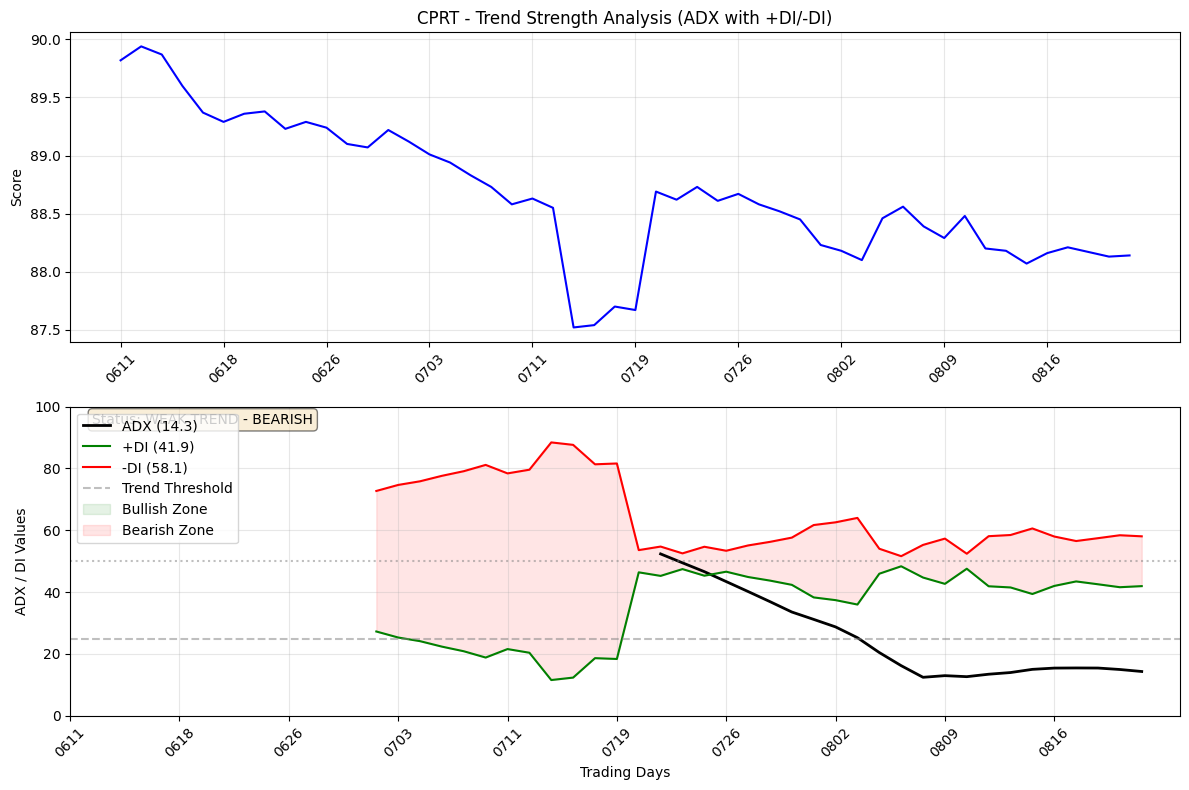 CPRT - Trend Strength Analysis (ADX with +DI/-DI)
Score
90.0
89.5
89.0
88.5
88.0
87.5
0611
0618
0626
0703
0711
0719
0726
0802
0809
0816
ADX / DI Values
100
80
60
40
20
0
Status: WEAK TREND - BEARISH
ADX (14.3)
+DI (41.9)
-DI (58.1)
Trend Threshold
Bullish Zone
Bearish Zone
0611
0618
0626
0703
0711
0719
0726
0802
0809
0816
Trading Days